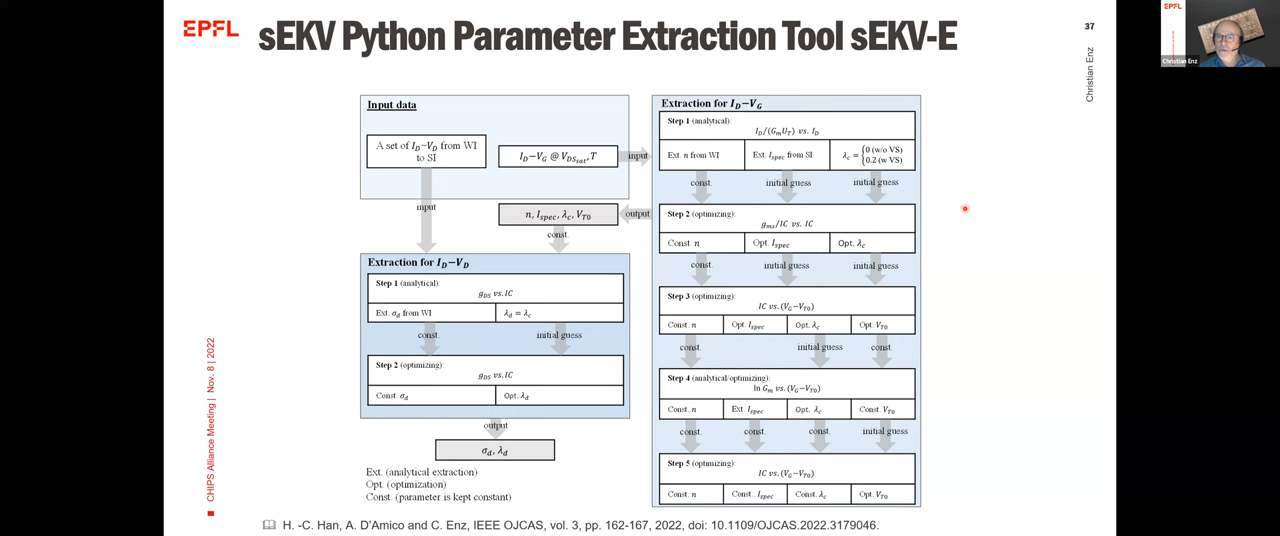 EPFL
sEKV Python Parameter Extraction Tool sEKV-E
37
Christian Enz
Input data
A set of I_D−V_D from WI
to SI
I_D−V_G @ V_DSsat, T
input
input
n, I_spec, λ_c, V_T0
output
const.
Extraction for I_D−V_D
Step 1 (analytical):
g_DS vs. IC
Ext. σ_d from WI
λ_d = λ_c
const.
initial guess
Step 2 (optimizing):
g_DS vs. IC
Const. σ_d
Opt. λ_d
output
σ_d, λ_d
Ext. (analytical extraction)
Opt. (optimization)
Const. (parameter is kept constant)
Extraction for I_D−V_G
Step 1 (analytical):
I_D/(G_m U_T) vs. I_D
Ext. n from WI
Ext. I_spec from SI
λ_c = {0 (w/o VS)
0.2 (w VS)
const.
initial guess
initial guess
Step 2 (optimizing):
g_ms/IC vs. IC
Const. n
Opt. I_spec
Opt. λ_c
const.
initial guess
initial guess
Step 3 (optimizing):
IC vs. (V_G−V_T0)
Const. n
Opt. I_spec
Opt. λ_c
Opt. V_T0
const.
initial guess
const.
Step 4 (analytical/optimizing):
ln G_m vs. (V_G−V_T0)
Const. n
Ext. I_spec
Opt. λ_c
Const. V_T0
const.
const.
const.
initial guess
Step 5 (optimizing):
IC vs. (V_G−V_T0)
Const. n
Const.. I_spec
Const. λ_c
Opt. V_T0
CHIPS Alliance Meeting | Nov. 8 | 2022
H. -C. Han, A. D'Amico and C. Enz, IEEE OJCAS, vol. 3, pp. 162-167, 2022, doi: 10.1109/OJCAS.2022.3179046.
EPFL
Christian Enz